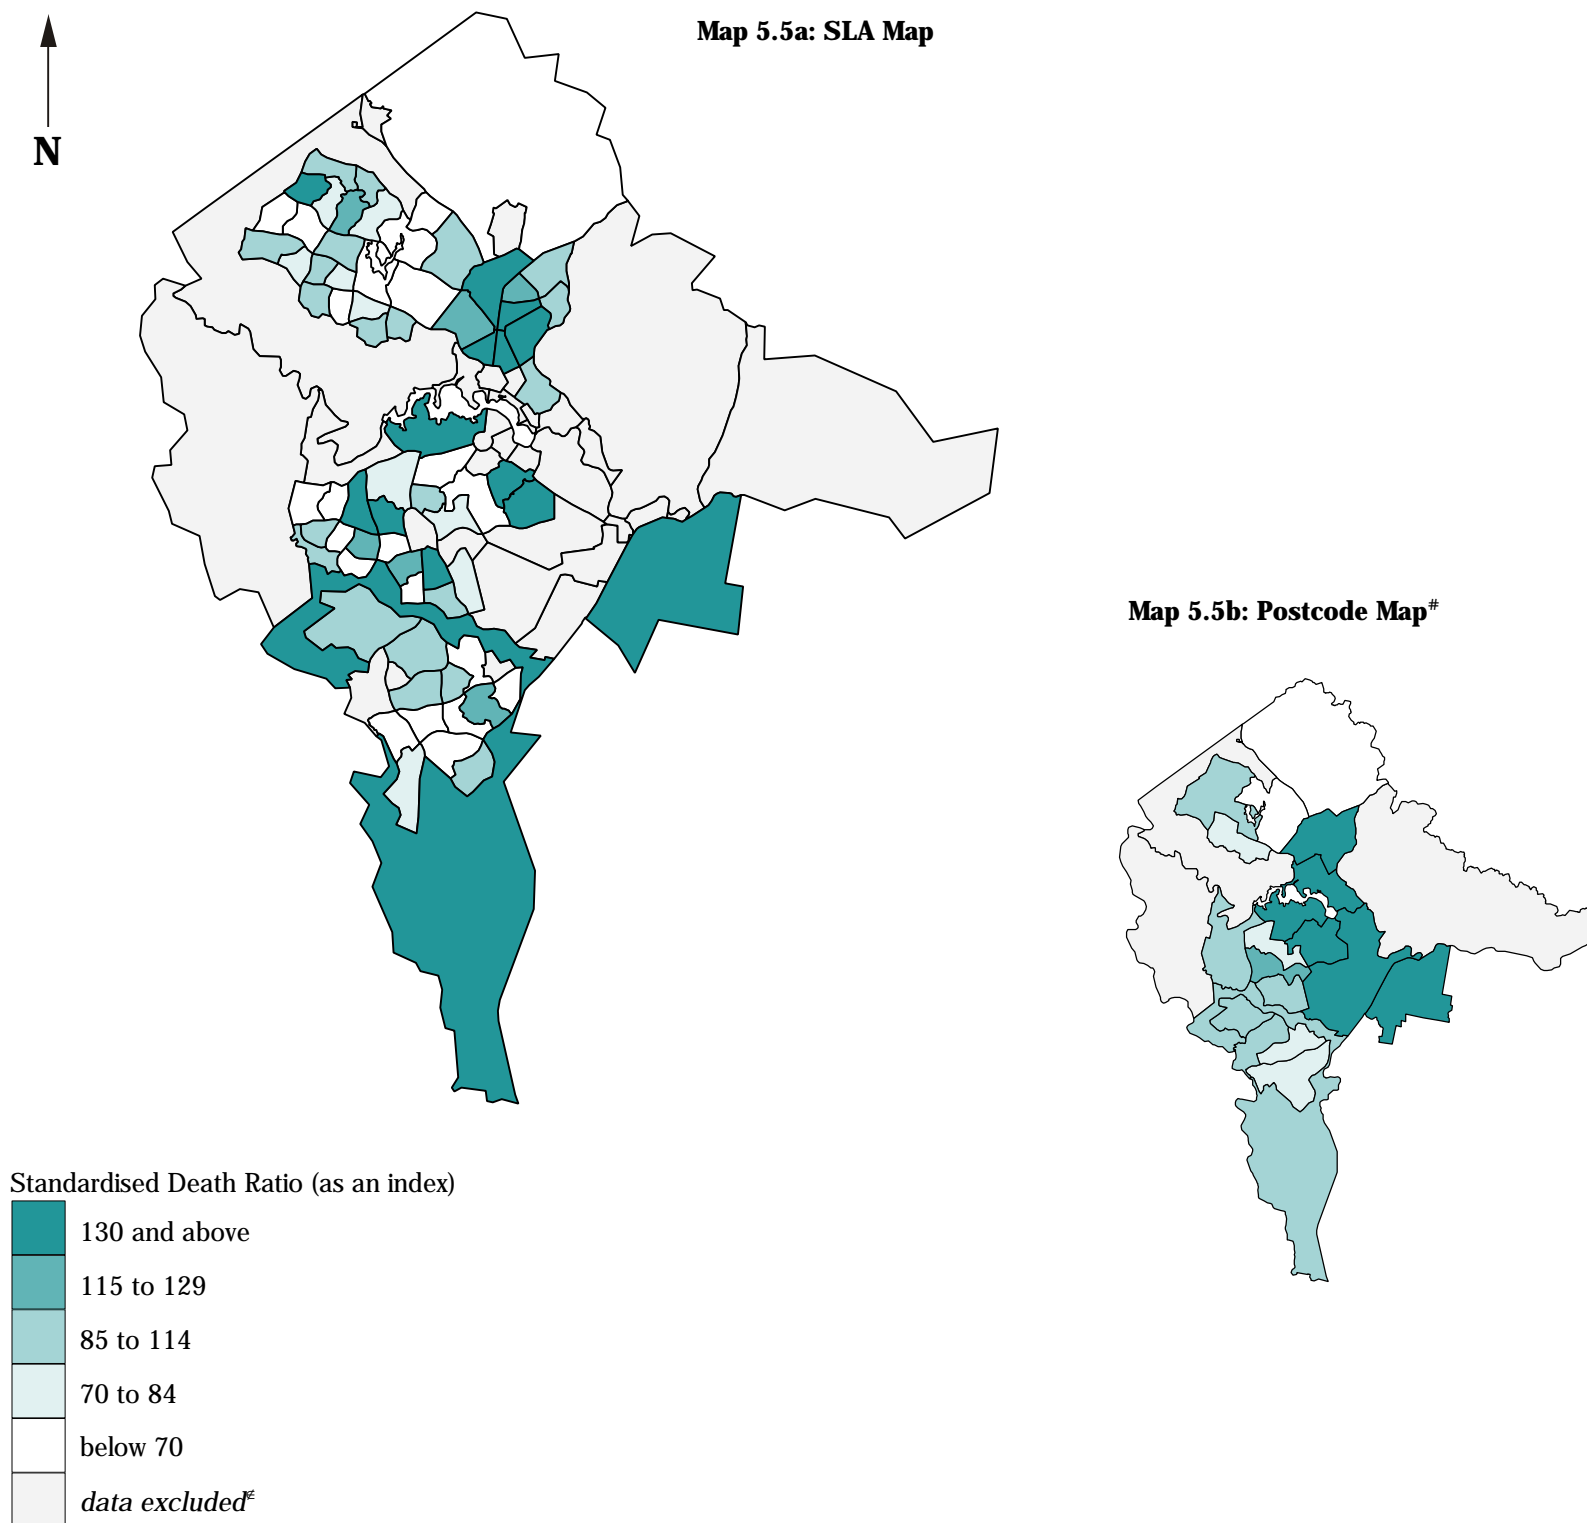 Map 5.5a: SLA Map
N
Map 5.5b: Postcode Map#
Standardised Death Ratio (as an index)
130 and above
115 to 129
85 to 114
70 to 84
below 70
data excluded